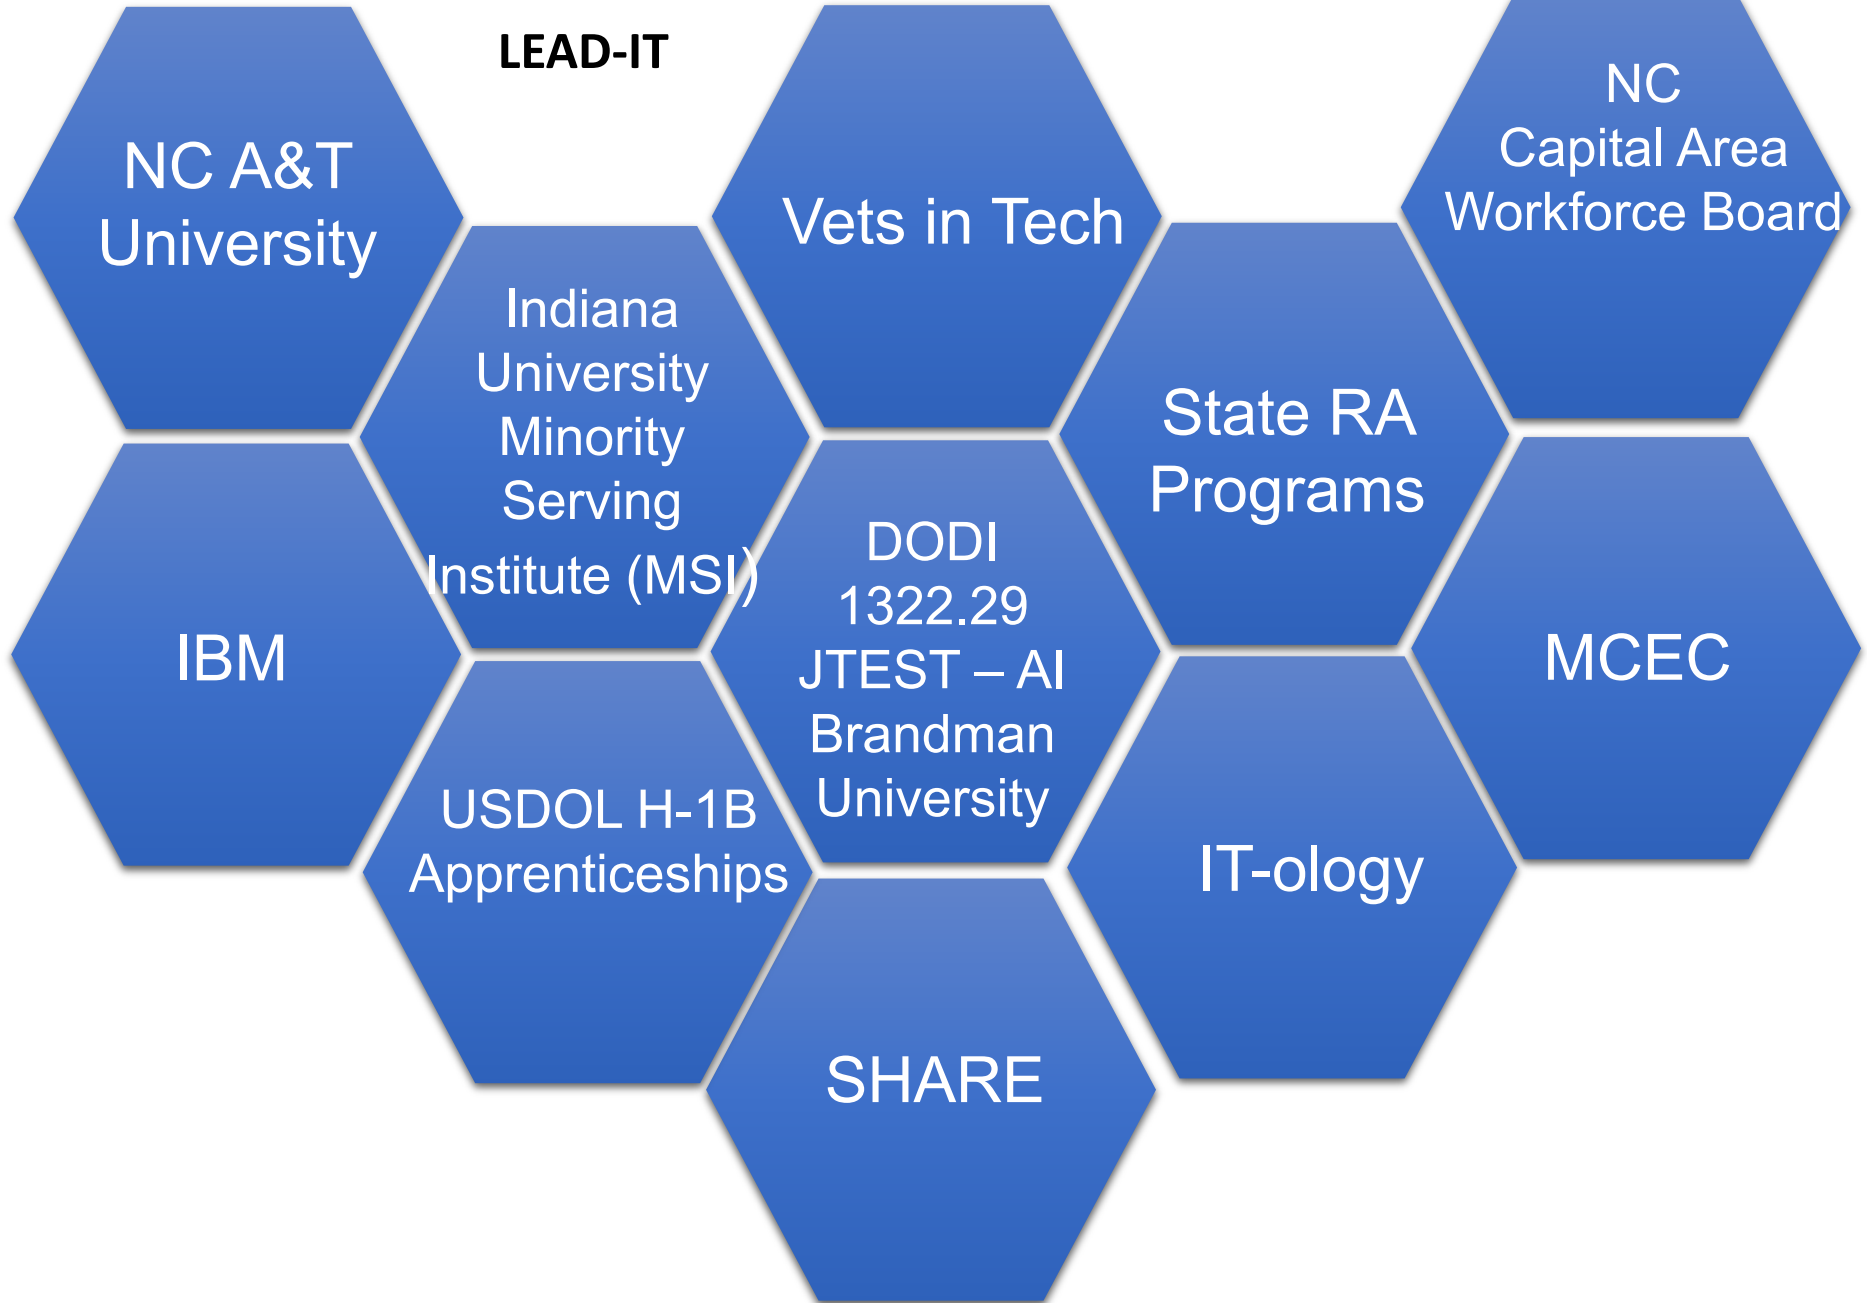 LEAD-IT
NC A&T
University
Vets in Tech
NC
Capital Area
Workforce Board
Indiana
University
Minority
Serving
Institute (MSI)
State RA
Programs
IBM
DODI
1322.29
JTEST – AI
Brandman
University
MCEC
USDOL H-1B
Apprenticeships
IT-ology
SHARE